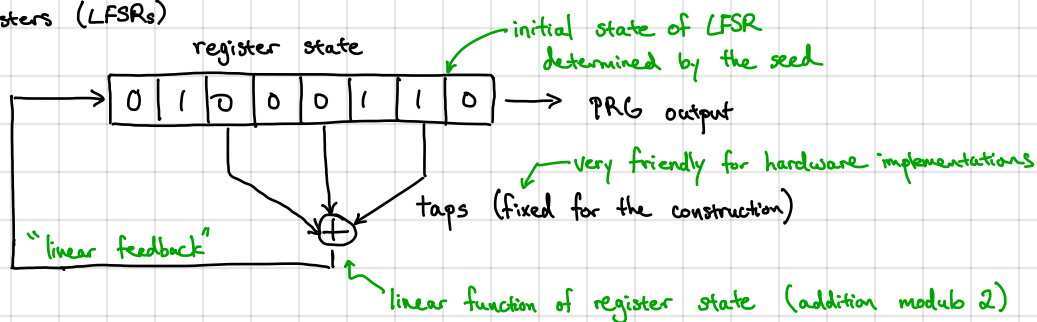 sters (LFSRs)
register state
initial state of LFSR
determined by the seed
0 1 0 0 0 1 1 0
PRG output
very friendly for hardware implementations
taps (fixed for the construction)
"linear feedback"
linear function of register state (addition modulo 2)